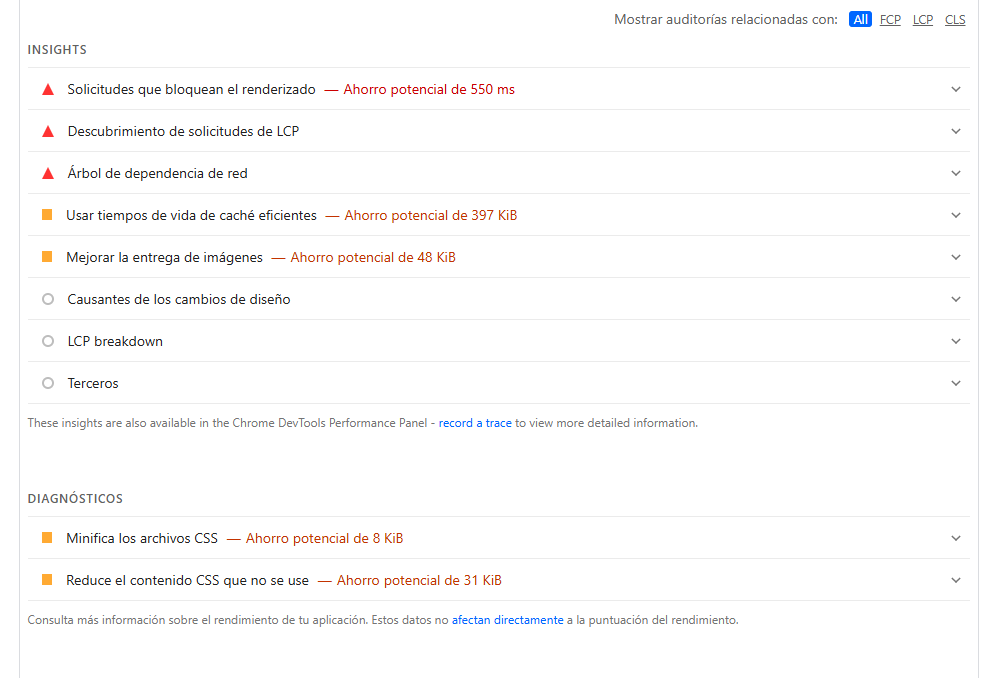 Mostrar auditorías relacionadas con: All FCP LCP CLS
INSIGHTS
Solicitudes que bloquean el renderizado — Ahorro potencial de 550 ms
Descubrimiento de solicitudes de LCP
Árbol de dependencia de red
Usar tiempos de vida de caché eficientes — Ahorro potencial de 397 KiB
Mejorar la entrega de imágenes — Ahorro potencial de 48 KiB
Causantes de los cambios de diseño
LCP breakdown
Terceros
These insights are also available in the Chrome DevTools Performance Panel - record a trace to view more detailed information.
DIAGNÓSTICOS
Minifica los archivos CSS — Ahorro potencial de 8 KiB
Reduce el contenido CSS que no se use — Ahorro potencial de 31 KiB
Consulta más información sobre el rendimiento de tu aplicación. Estos datos no afectan directamente a la puntuación del rendimiento.